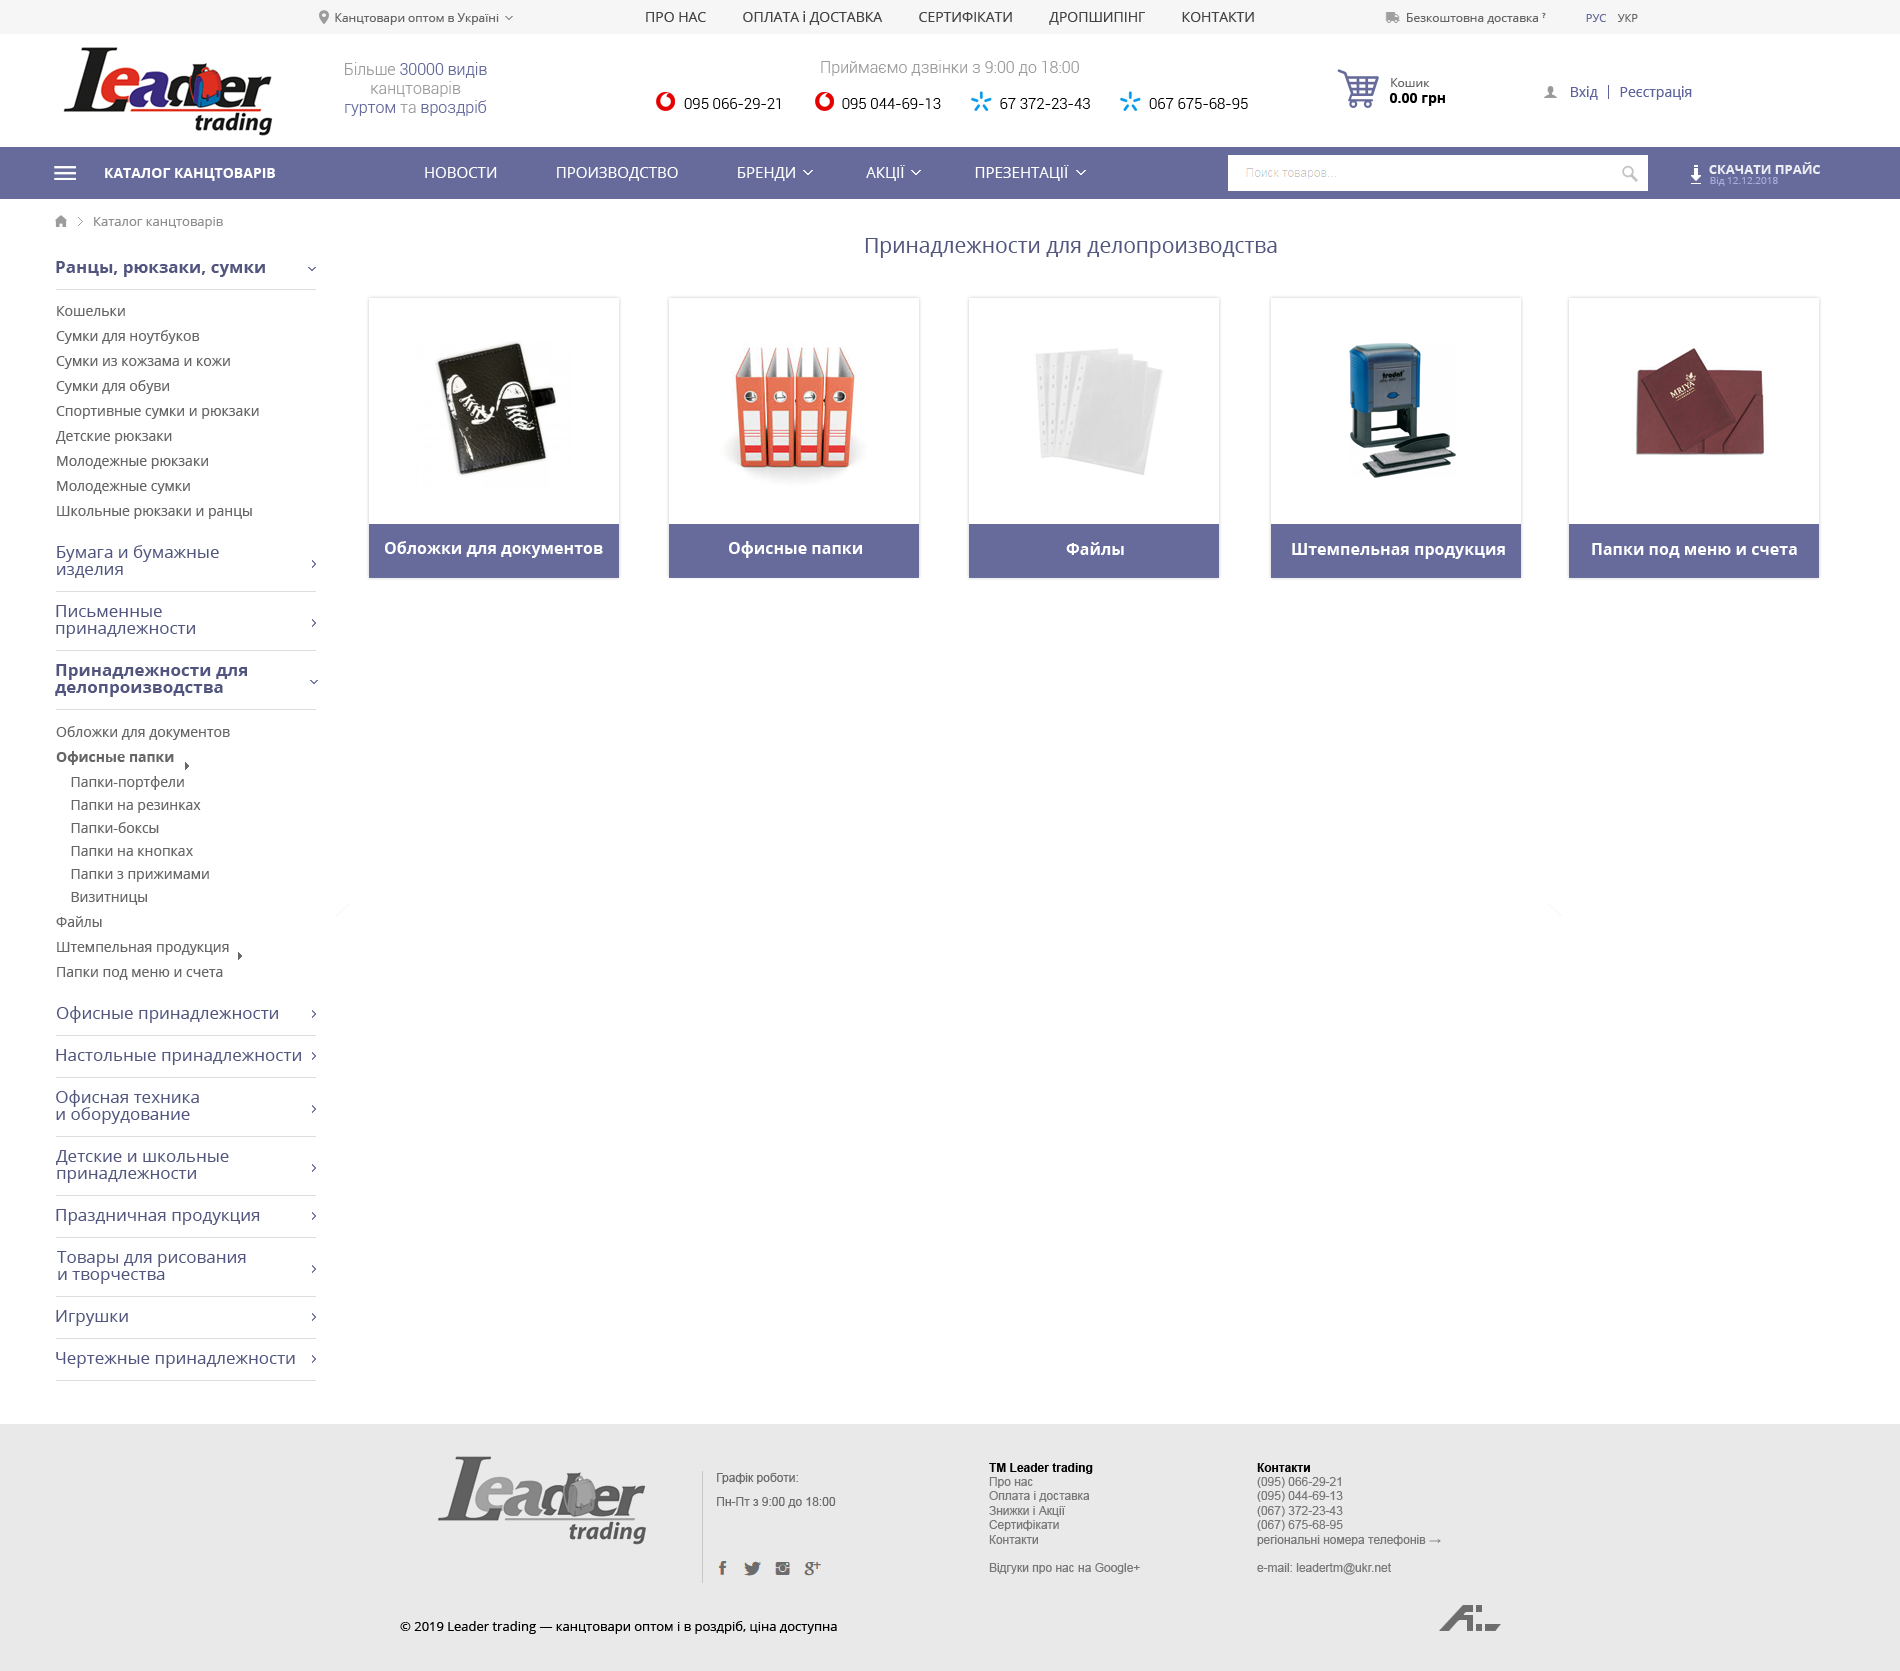 Канцтовари оптом в Україні
ПРО НАС ОПЛАТА і ДОСТАВКА СЕРТИФІКАТИ ДРОПШИПІНГ КОНТАКТИ
Безкоштовна доставка ?
РУС УКР
Leader
trading
Більше 30000 видів
канцтоварів
гуртом та вроздріб
Приймаємо дзвінки з 9:00 до 18:00
095 066-29-21 095 044-69-13 67 372-23-43 067 675-68-95
Кошик
0.00 грн
Вхід | Реєстрація
КАТАЛОГ КАНЦТОВАРІВ
НОВОСТИ ПРОИЗВОДСТВО БРЕНДИ АКЦІЇ ПРЕЗЕНТАЦІЇ
Поиск товаров...
СКАЧАТИ ПРАЙС
Від 12.12.2018
Каталог канцтоварів
Принадлежности для делопроизводства
Ранцы, рюкзаки, сумки
Кошельки
Сумки для ноутбуков
Сумки из кожзама и кожи
Сумки для обуви
Спортивные сумки и рюкзаки
Детские рюкзаки
Молодежные рюкзаки
Молодежные сумки
Школьные рюкзаки и ранцы
Бумага и бумажные
изделия
Письменные
принадлежности
Принадлежности для
делопроизводства
Обложки для документов
Офисные папки
Папки-портфели
Папки на резинках
Папки-боксы
Папки на кнопках
Папки з прижимами
Визитницы
Файлы
Штемпельная продукция
Папки под меню и счета
Офисные принадлежности
Настольные принадлежности
Офисная техника
и оборудование
Детские и школьные
принадлежности
Праздничная продукция
Товары для рисования
и творчества
Игрушки
Чертежные принадлежности
trodat
MRIYA
Обложки для документов
Офисные папки
Файлы
Штемпельная продукция
Папки под меню и счета
Leader
trading
Графік роботи:
Пн-Пт з 9:00 до 18:00
ТМ Leader trading
Про нас
Оплата і доставка
Знижки і Акції
Сертифікати
Контакти
Відгуки про нас на Google+
Контакти
(095) 066-29-21
(095) 044-69-13
(067) 372-23-43
(067) 675-68-95
регіональні номера телефонів →
e-mail: leadertm@ukr.net
© 2019 Leader trading — канцтовари оптом і в роздріб, ціна доступна